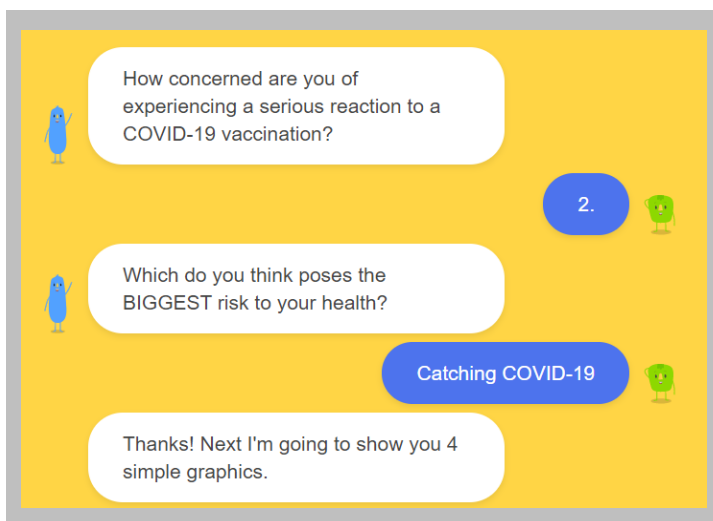 How concerned are you of
experiencing a serious reaction to a
COVID-19 vaccination?
2.
Which do you think poses the
BIGGEST risk to your health?
Catching COVID-19
Thanks! Next I'm going to show you 4
simple graphics.